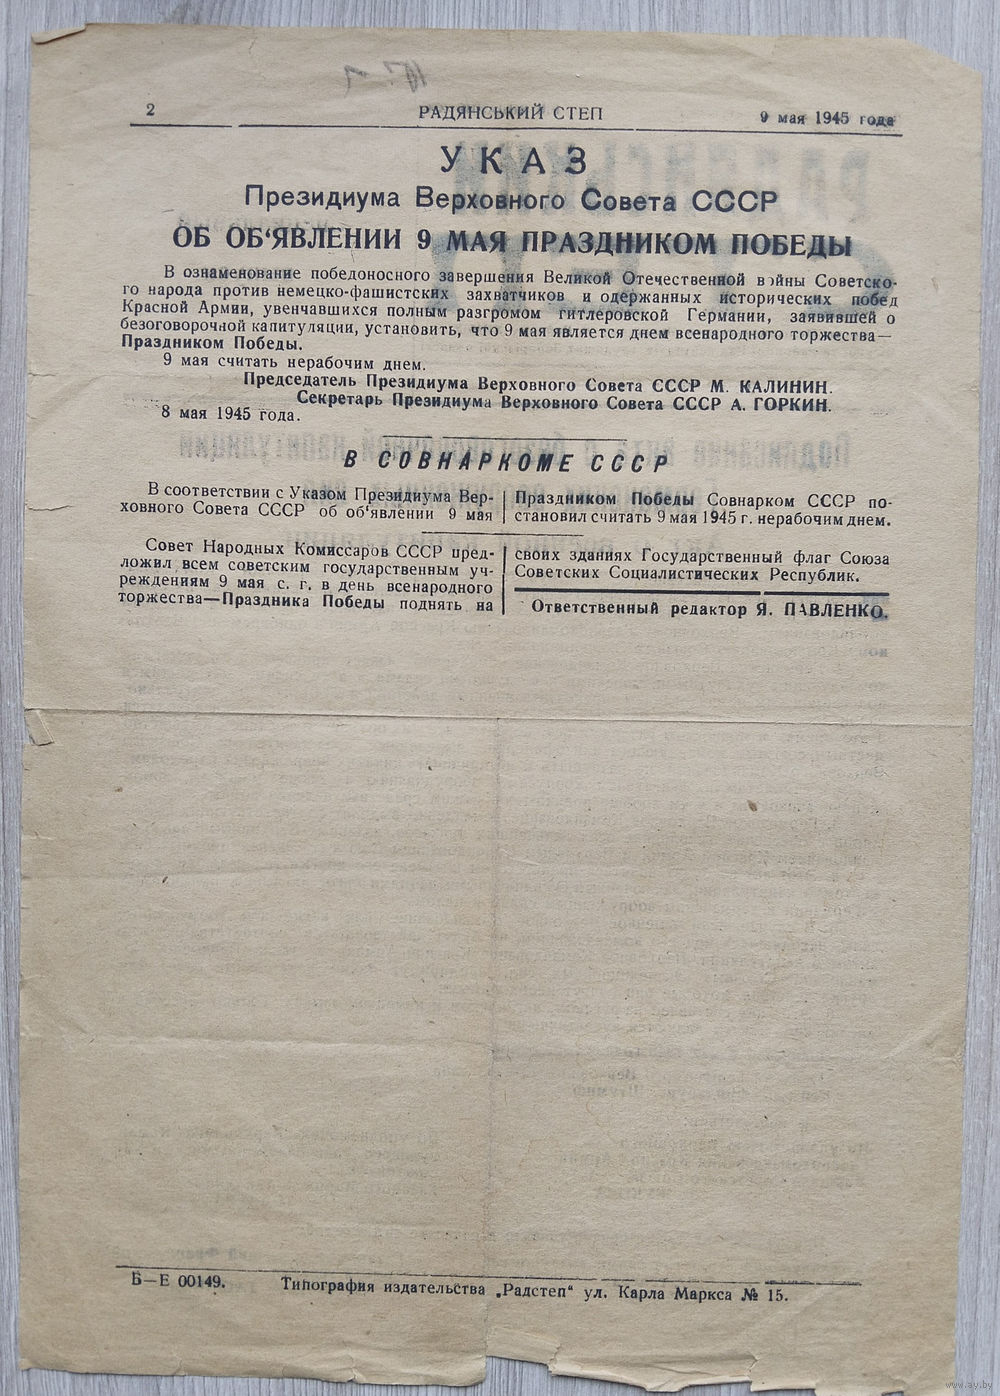 2
РАДЯНСЬКИЙ СТЕП
9 мая 1945 года
УКАЗ
Президиума Верховного Совета СССР
ОБ ОБ'ЯВЛЕНИИ 9 МАЯ ПРАЗДНИКОМ ПОБЕДЫ
В ознаменование победоносного завершения Великой Отечественной войны Советско-
го народа против немецко-фашистских захватчиков и одержанных исторических побед
Красной Армии, увенчавшихся полным разгромом гитлеровской Германии, заявившей о
безоговорочной капитуляции, установить, что 9 мая является днем всенародного торжества—
Праздником Победы.
9 мая считать нерабочим днем.
Председатель Президиума Верховного Совета СССР М. КАЛИНИН.
Секретарь Президиума Верховного Совета СССР А. ГОРКИН.
8 мая 1945 года.
В СОВНАРКОМЕ СССР
В соответствии с Указом Президиума Вер-
ховного Совета СССР об об'явлении 9 мая
Праздником Победы Совнарком СССР по-
становил считать 9 мая 1945 г. нерабочим днем.
Совет Народных Комиссаров СССР пред-
ложил всем советским государственным уч-
реждениям 9 мая с. г. в день всенародного
торжества—Праздника Победы поднять на
своих зданиях Государственный флаг Союза
Советских Социалистических Республик.
Ответственный редактор Я. ПАВЛЕНКО.
Б—Е 00149.
Типография издательства „Радстеп" ул. Карла Маркса № 15.
www.ay.by